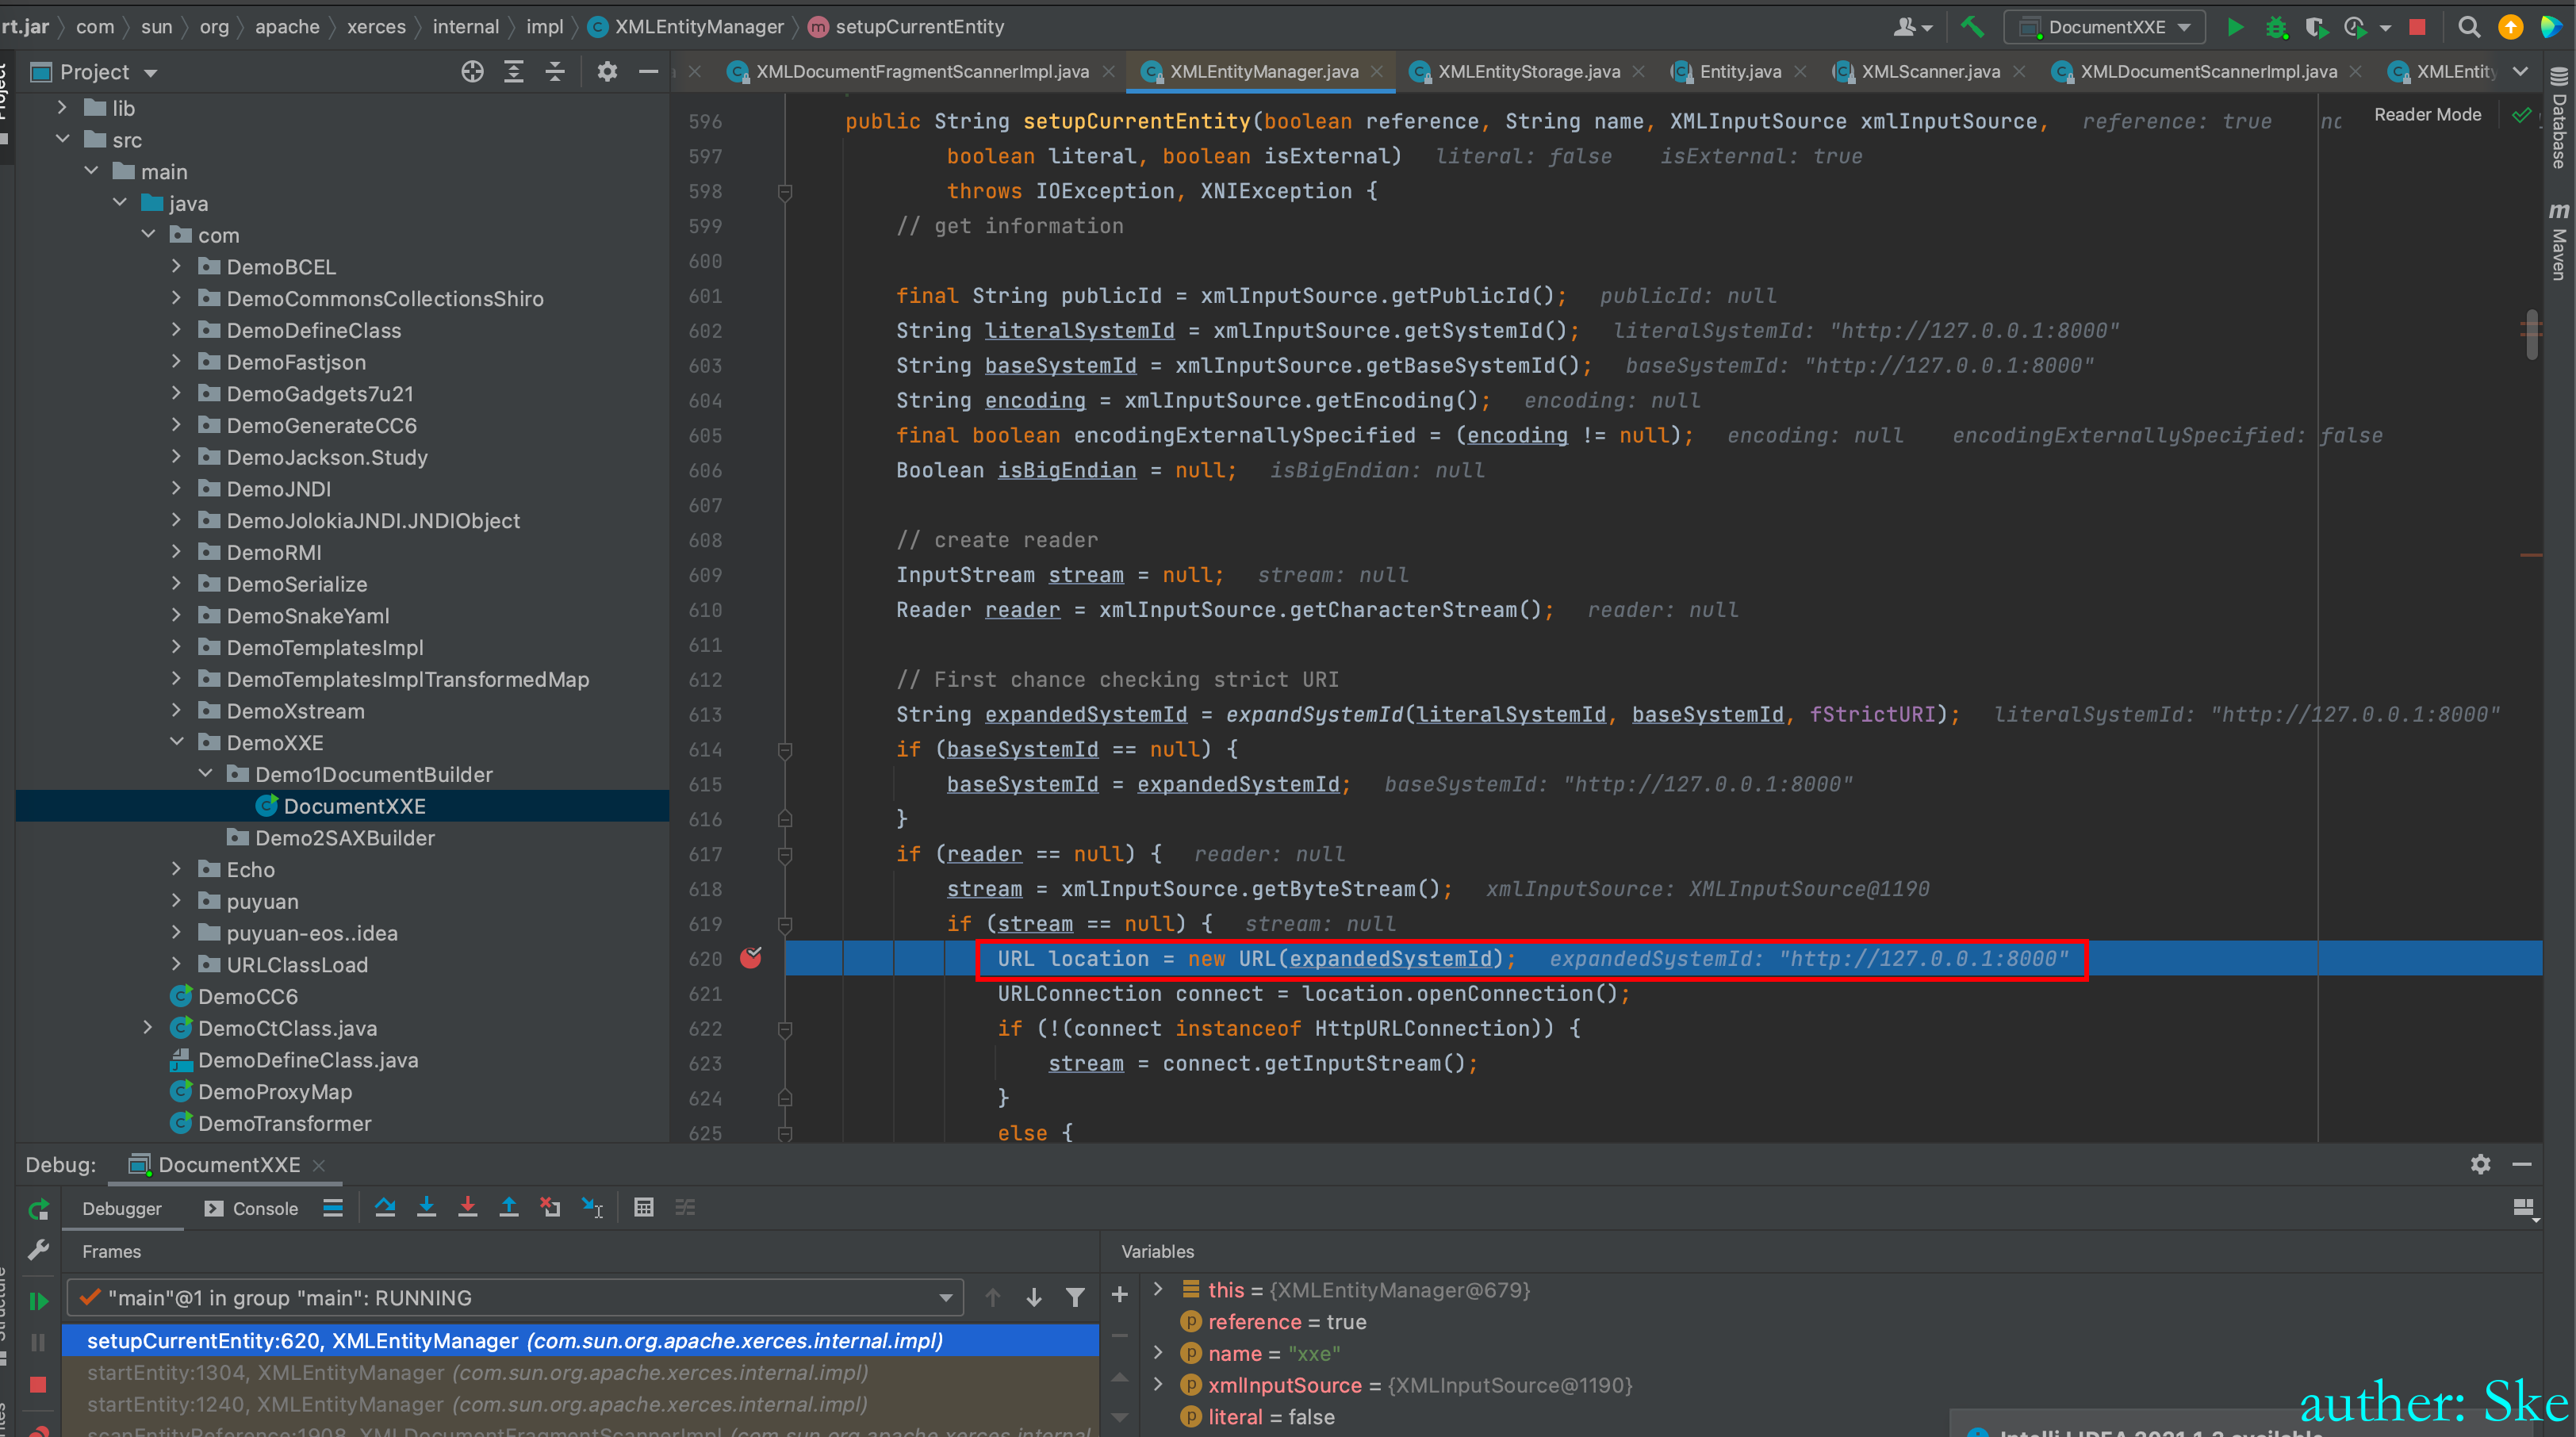 rt.jar com sun org apache xerces internal impl XMLEntityManager setupCurrentEntity DocumentXXE
Project
XMLDocumentFragmentScannerImpl.java XMLEntityManager.java XMLEntityStorage.java Entity.java XMLScanner.java XMLDocumentScannerImpl.java XMLEntity
lib
src
main
java
com
DemoBCEL
DemoCommonsCollectionsShiro
DemoDefineClass
DemoFastjson
DemoGadgets7u21
DemoGenerateCC6
DemoJackson.Study
DemoJNDI
DemoJolokiaJNDI.JNDIObject
DemoRMI
DemoSerialize
DemoSnakeYaml
DemoTemplatesImpl
DemoTemplatesImplTransformedMap
DemoXstream
DemoXXE
Demo1DocumentBuilder
DocumentXXE
Demo2SAXBuilder
Echo
puyuan
puyuan-eos..idea
URLClassLoad
DemoCC6
DemoCtClass.java
DemoDefineClass.java
DemoProxyMap
DemoTransformer
Reader Mode
596 public String setupCurrentEntity(boolean reference, String name, XMLInputSource xmlInputSource, reference: true
597 boolean literal, boolean isExternal) literal: false isExternal: true
598 throws IOException, XNIException {
599 // get information
600
601 final String publicId = xmlInputSource.getPublicId(); publicId: null
602 String literalSystemId = xmlInputSource.getSystemId(); literalSystemId: "http://127.0.0.1:8000"
603 String baseSystemId = xmlInputSource.getBaseSystemId(); baseSystemId: "http://127.0.0.1:8000"
604 String encoding = xmlInputSource.getEncoding(); encoding: null
605 final boolean encodingExternallySpecified = (encoding != null); encoding: null encodingExternallySpecified: false
606 Boolean isBigEndian = null; isBigEndian: null
607
608 // create reader
609 InputStream stream = null; stream: null
610 Reader reader = xmlInputSource.getCharacterStream(); reader: null
611
612 // First chance checking strict URI
613 String expandedSystemId = expandSystemId(literalSystemId, baseSystemId, fStrictURI); literalSystemId: "http://127.0.0.1:8000"
614 if (baseSystemId == null) {
615 baseSystemId = expandedSystemId; baseSystemId: "http://127.0.0.1:8000"
616 }
617 if (reader == null) { reader: null
618 stream = xmlInputSource.getByteStream(); xmlInputSource: XMLInputSource@1190
619 if (stream == null) { stream: null
620 URL location = new URL(expandedSystemId); expandedSystemId: "http://127.0.0.1:8000"
621 URLConnection connect = location.openConnection();
622 if (!(connect instanceof HttpURLConnection)) {
623 stream = connect.getInputStream();
624 }
625 else {
Database
Maven
Debug: DocumentXXE
Debugger Console
Frames
"main"@1 in group "main": RUNNING
setupCurrentEntity:620, XMLEntityManager (com.sun.org.apache.xerces.internal.impl)
startEntity:1304, XMLEntityManager (com.sun.org.apache.xerces.internal.impl)
startEntity:1240, XMLEntityManager (com.sun.org.apache.xerces.internal.impl)
scanEntityReference:1908, XMLDocumentFragmentScannerImpl (com.sun.org.apache.xerces.internal
Variables
this = {XMLEntityManager@679}
reference = true
name = "xxe"
xmlInputSource = {XMLInputSource@1190}
literal = false
auther: Ske
IntelliJ IDEA 2021.1.3 available